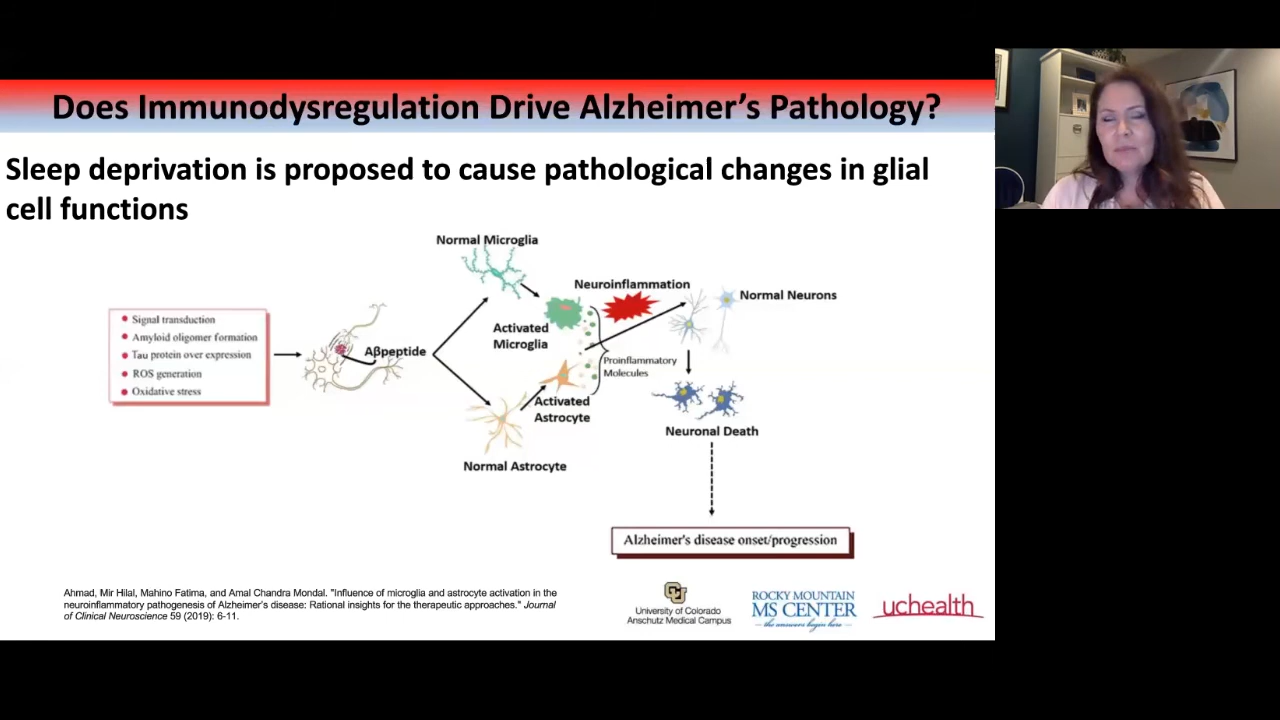 Does Immunodysregulation Drive Alzheimer's Pathology?
Sleep deprivation is proposed to cause pathological changes in glial
cell functions
Normal Microglia
Neuroinflammation
Normal Neurons
Signal transduction
Amyloid oligomer formation
Tau protein over expression
ROS generation
Oxidative stress
Aβpeptide
Activated
Microglia
Proinflammatory
Molecules
Activated
Astrocyte
Neuronal Death
Normal Astrocyte
Alzheimer's disease onset/progression
Ahmad, Mir Hilal, Mahino Fatima, and Amal Chandra Mondal. "Influence of microglia and astrocyte activation in the
neuroinflammatory pathogenesis of Alzheimer's disease: Rational insights for the therapeutic approaches." Journal
of Clinical Neuroscience 59 (2019): 6-11.
CU
University of Colorado
Anschutz Medical Campus
ROCKY MOUNTAIN
MS CENTER
the answers begin here
uchealth